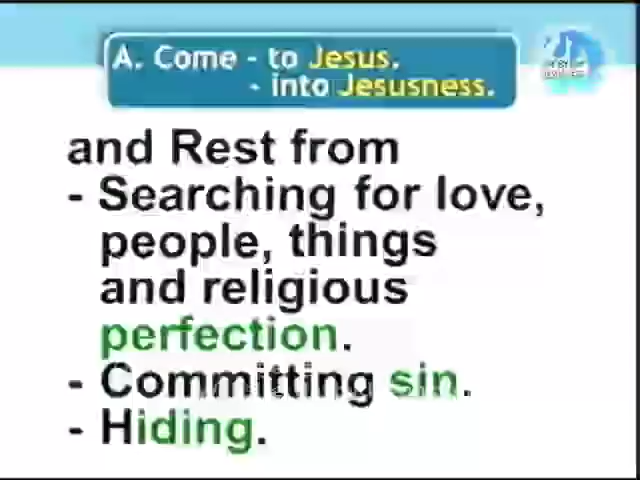 A. Come - to Jesus.
- into Jesusness.
and Rest from
- Searching for love,
people, things
and religious
perfection.
- Committing sin.
- Hiding.